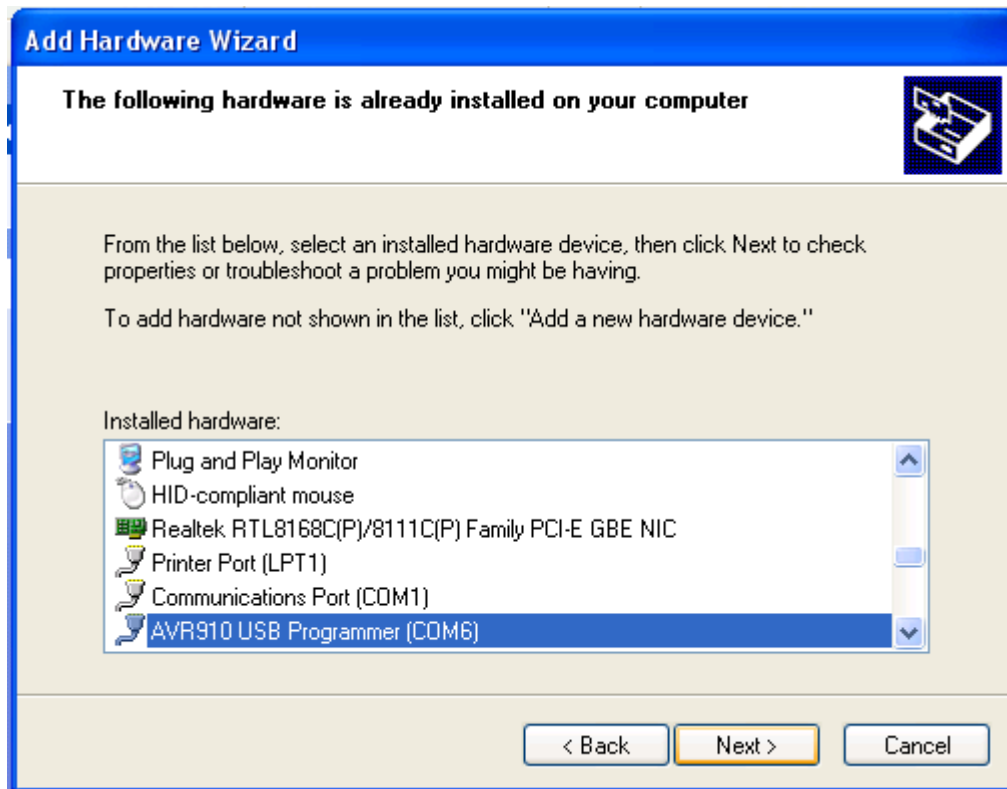 Add Hardware Wizard
The following hardware is already installed on your computer
From the list below, select an installed hardware device, then click Next to check
properties or troubleshoot a problem you might be having.
To add hardware not shown in the list, click "Add a new hardware device."
Installed hardware:
Plug and Play Monitor
HID-compliant mouse
Realtek RTL8168C(P)/8111C(P) Family PCI-E GBE NIC
Printer Port (LPT1)
Communications Port (COM1)
AVR910 USB Programmer (COM6)
< Back
Next >
Cancel